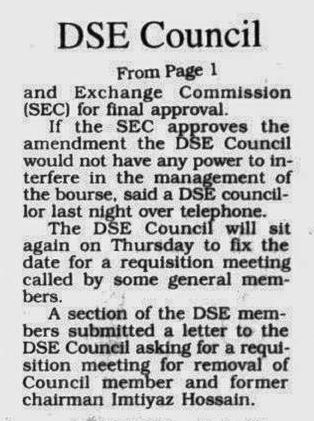 DSE Council
From Page 1
and Exchange Commission
(SEC) for final approval.
If the SEC approves the
amendment the DSE Council
would not have any power to in-
terfere in the management of
the bourse, said a DSE council-
lor last night over telephone.
The DSE Council will sit
again on Thursday to fix the
date for a requisition meeting
called by some general mem-
bers.
A section of the DSE mem-
bers submitted a letter to the
DSE Council asking for a requi-
sition meeting for removal of
Council member and former
chairman Imtiyaz Hossain.